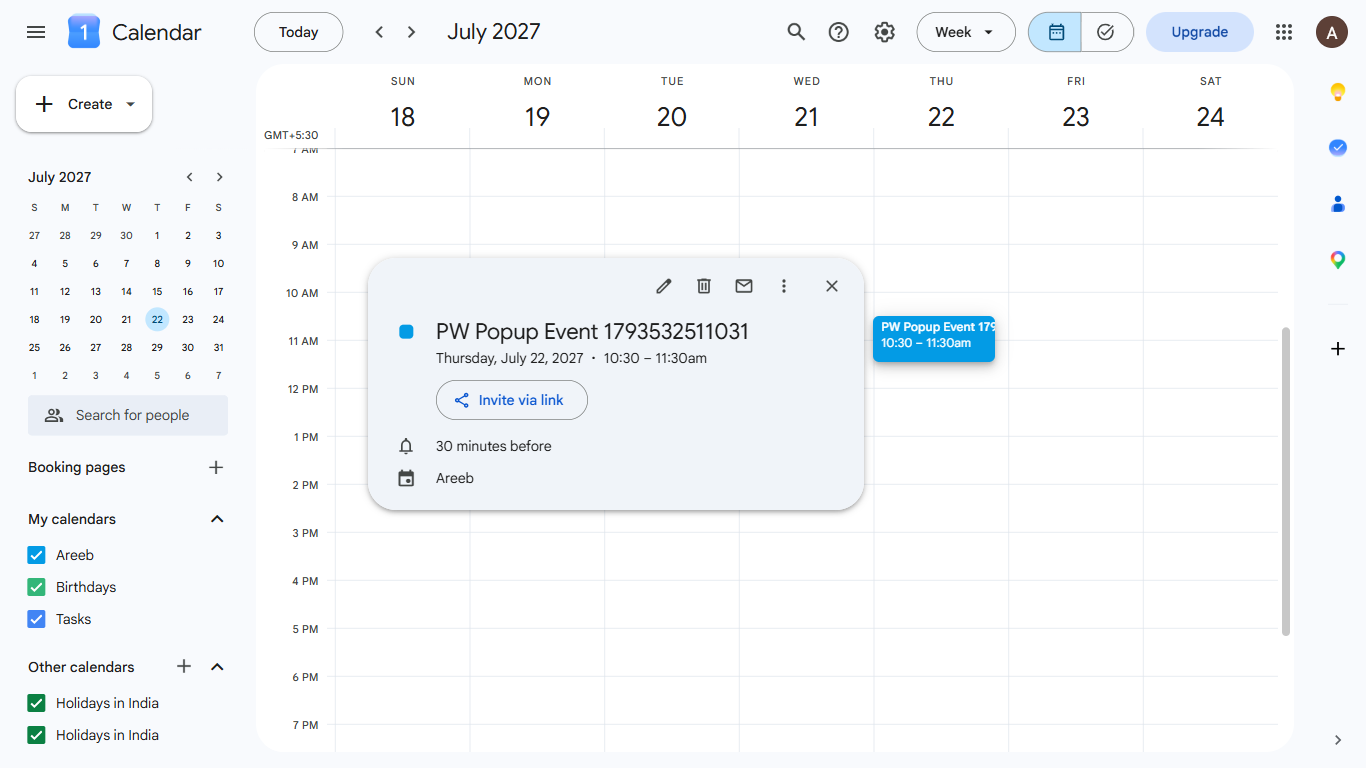 1 Calendar Today July 2027 Week Upgrade A
Create
SUN MON TUE WED THU FRI SAT
18 19 20 21 22 23 24
GMT+5:30
7 AM
8 AM
9 AM
10 AM
11 AM
12 PM
1 PM
2 PM
3 PM
4 PM
5 PM
6 PM
7 PM
July 2027
S M T W T F S
27 28 29 30 1 2 3
4 5 6 7 8 9 10
11 12 13 14 15 16 17
18 19 20 21 22 23 24
25 26 27 28 29 30 31
1 2 3 4 5 6 7
Search for people
Booking pages
My calendars
Areeb
Birthdays
Tasks
Other calendars
Holidays in India
Holidays in India
PW Popup Event 1793532511031
Thursday, July 22, 2027 · 10:30 – 11:30am
Invite via link
30 minutes before
Areeb
PW Popup Event 179
10:30 – 11:30am